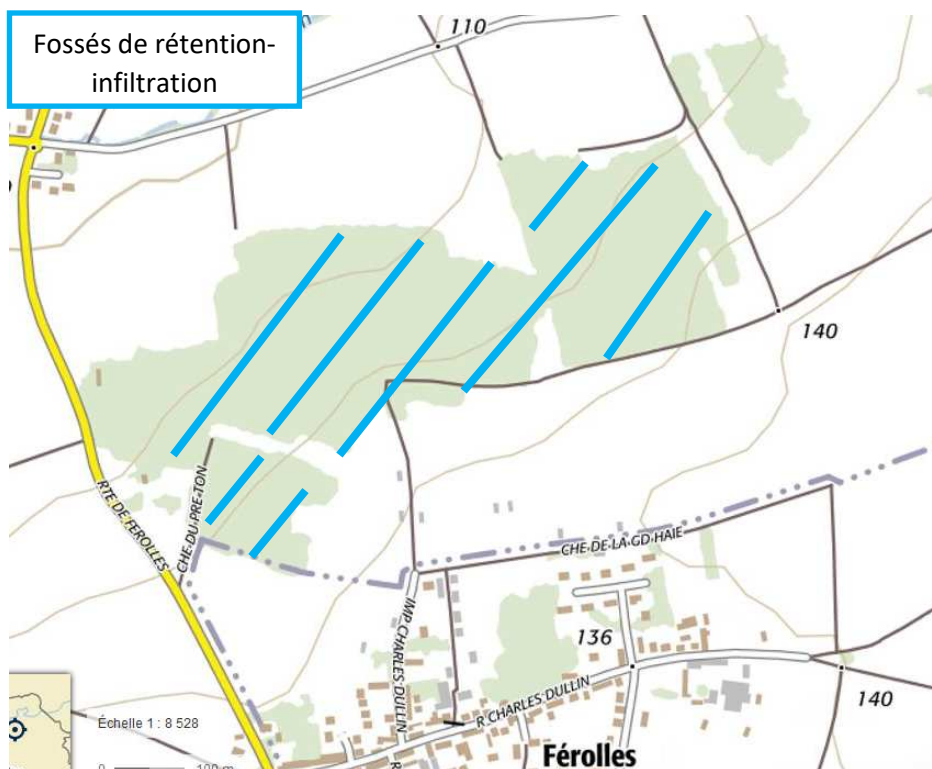 Fossés de rétention-
infiltration
110
140
RTE DE FEROLLES
CHE DU PRE TON
CHE DE LA GD HAIE
IMP CHARLES DULLIN
136
R CHARLES DULLIN
140
Échelle 1 : 8 528
Férolles
0 100 m